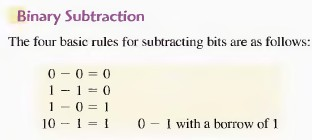 Binary Subtraction
The four basic rules for subtracting bits are as follows:
0 − 0 = 0
1 − 1 = 0
1 − 0 = 1
10 − 1 = 1 0 − 1 with a borrow of 1